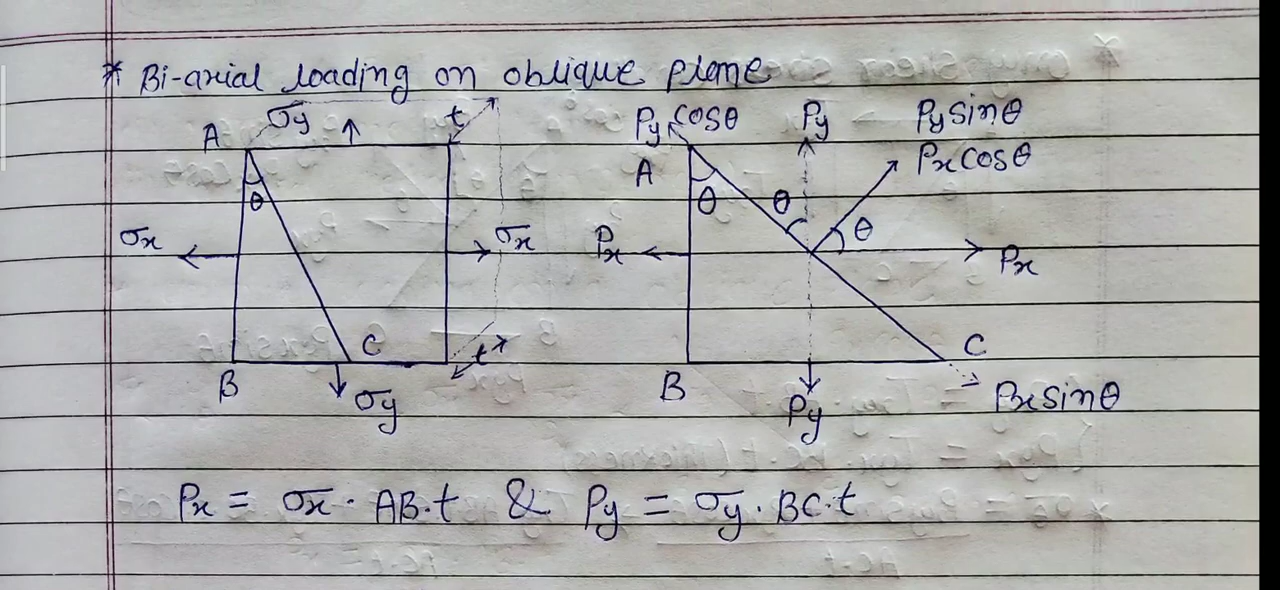 * Bi-axial loading on oblique plane
σy t Py cosθ Py Py sinθ
A A Px cosθ
θ θ θ θ
σx σx Px Px
C C
t
B σy B Py Px sinθ
Px = σx · AB.t & Py = σy · BC.t